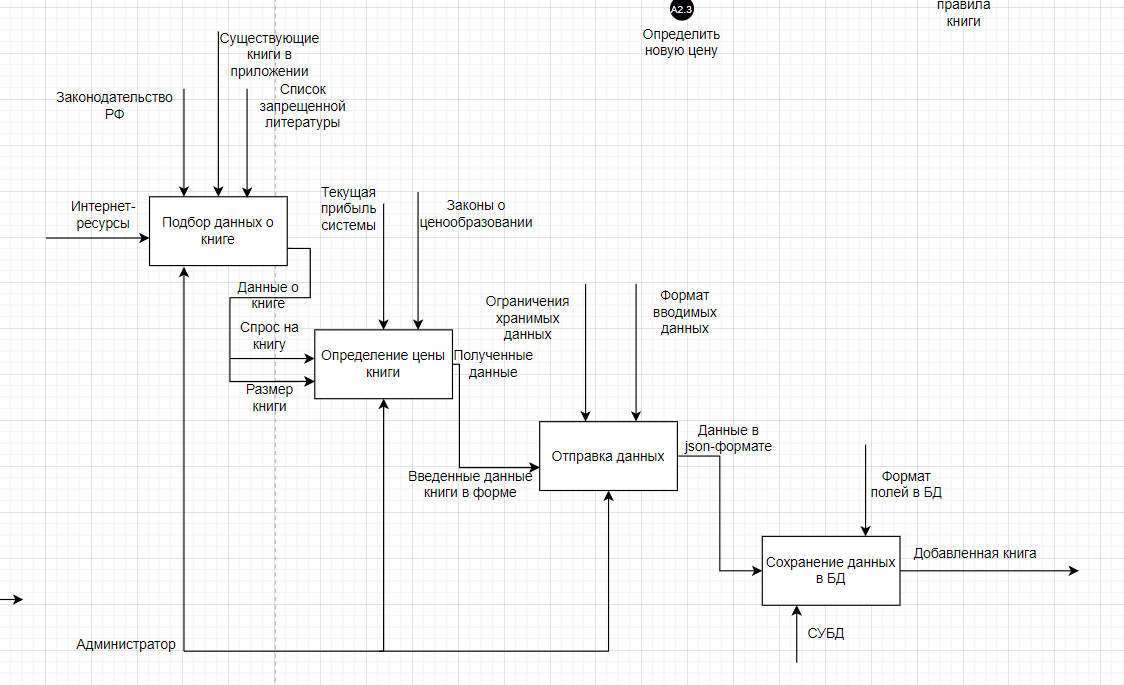 A2.3
Определить
новую цену
правила
книги
Существующие
книги в
приложении
Законодательство
РФ
Список
запрещенной
литературы
Интернет-
ресурсы
Подбор данных о
книге
Текущая
прибыль
системы
Законы о
ценообразовании
Данные о
книге
Спрос на
книгу
Размер
книги
Определение цены
книги
Полученные
данные
Ограничения
хранимых
данных
Формат
вводимых
данных
Введенные данные
книги в форме
Отправка данных
Данные в
json-формате
Формат
полей в БД
Сохранение данных
в БД
Добавленная книга
СУБД
Администратор